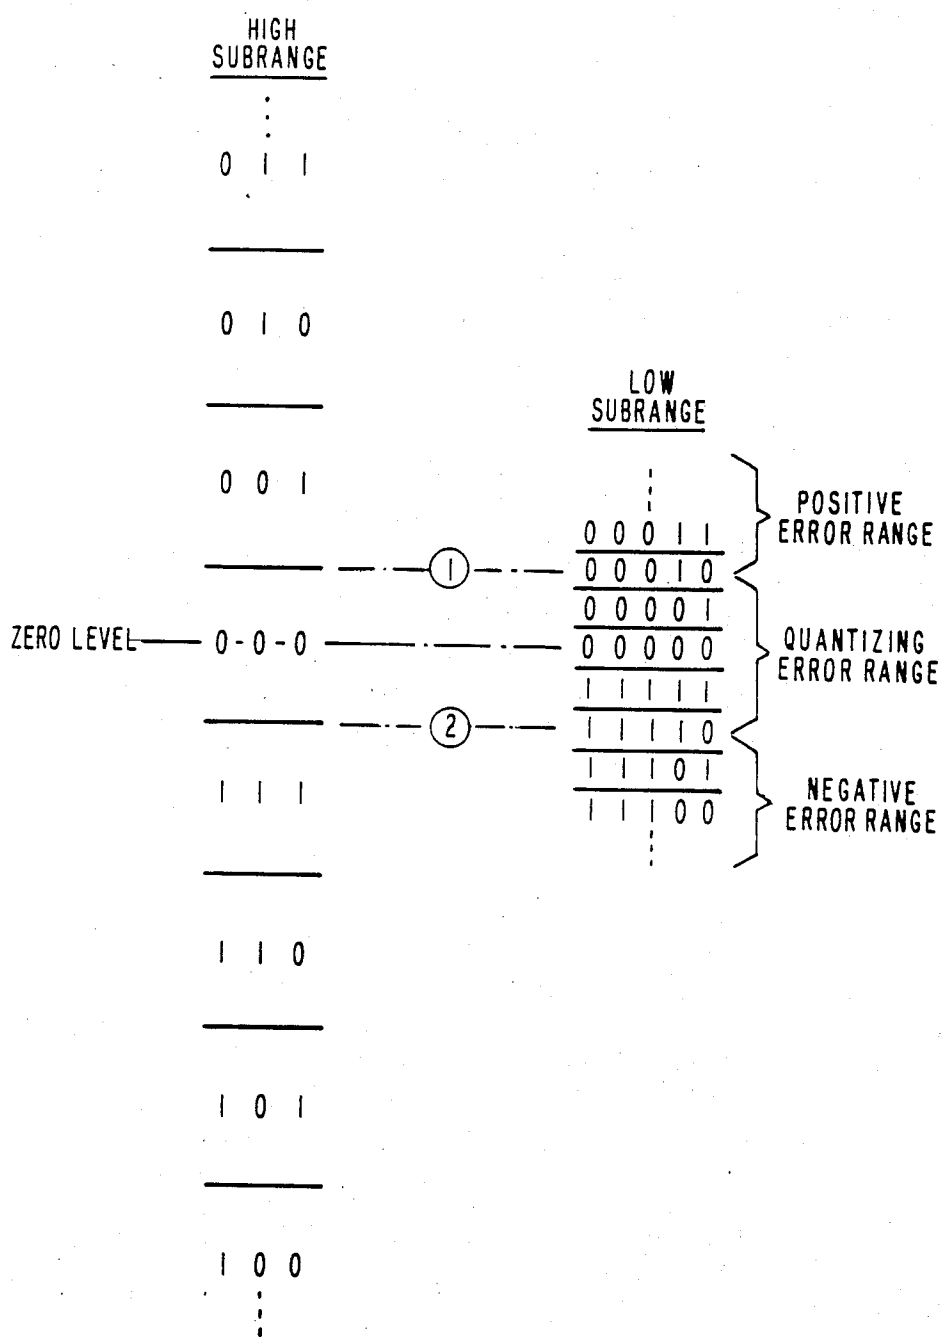 HIGH
SUBRANGE
0 1 1
0 1 0
0 0 1
ZERO LEVEL
0-0-0
1 1 1
1 1 0
1 0 1
1 0 0
1
2
LOW
SUBRANGE
0 0 0 1 1
0 0 0 1 0
0 0 0 0 1
0 0 0 0 0
1 1 1 1 1
1 1 1 1 0
1 1 1 0 1
1 1 1 0 0
POSITIVE
ERROR RANGE
QUANTIZING
ERROR RANGE
NEGATIVE
ERROR RANGE